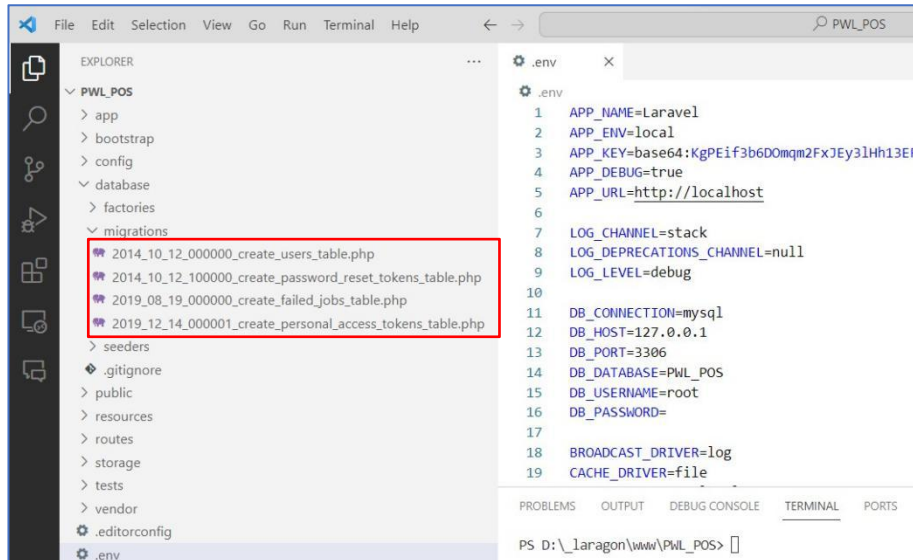 File Edit Selection View Go Run Terminal Help
PWL_POS
EXPLORER
PWL_POS
app
bootstrap
config
database
factories
migrations
2014_10_12_000000_create_users_table.php
2014_10_12_100000_create_password_reset_tokens_table.php
2019_08_19_000000_create_failed_jobs_table.php
2019_12_14_000001_create_personal_access_tokens_table.php
seeders
.gitignore
public
resources
routes
storage
tests
vendor
.editorconfig
.env
.env
.env
1 APP_NAME=Laravel
2 APP_ENV=local
3 APP_KEY=base64:
4 APP_DEBUG=true
5 APP_URL=http://localhost
6
7 LOG_CHANNEL=stack
8 LOG_DEPRECATIONS_CHANNEL=null
9 LOG_LEVEL=debug
10
11 DB_CONNECTION=mysql
12 DB_HOST=127.0.0.1
13 DB_PORT=3306
14 DB_DATABASE=PWL_POS
15 DB_USERNAME=root
16 DB_PASSWORD=
17
18 BROADCAST_DRIVER=log
19 CACHE_DRIVER=file
PROBLEMS OUTPUT DEBUG CONSOLE TERMINAL PORTS
PS D:\_laragon\www\PWL_POS>